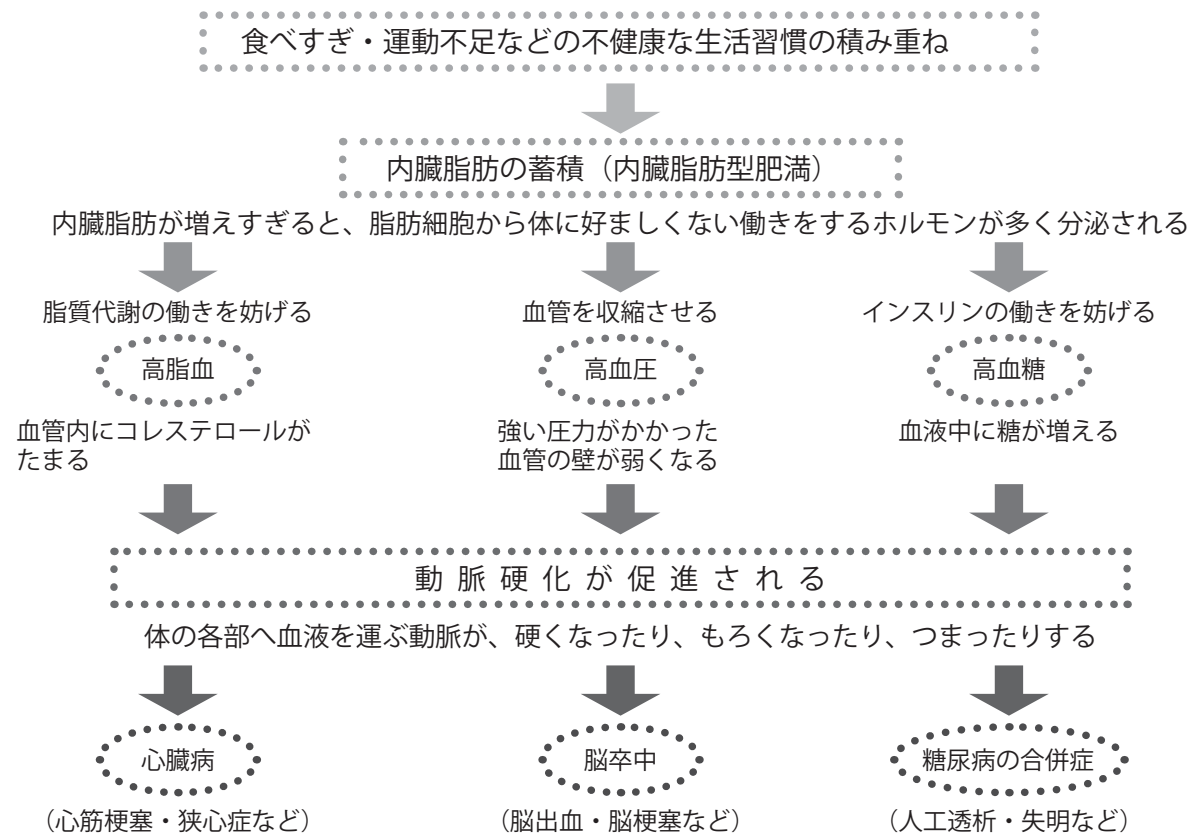 食べすぎ・運動不足などの不健康な生活習慣の積み重ね
内臓脂肪の蓄積（内臓脂肪型肥満）
内臓脂肪が増えすぎると、脂肪細胞から体に好ましくない働きをするホルモンが多く分泌される
脂質代謝の働きを妨げる
高脂血
血管内にコレステロールが
たまる
血管を収縮させる
高血圧
強い圧力がかかった
血管の壁が弱くなる
インスリンの働きを妨げる
高血糖
血液中に糖が増える
動脈硬化が促進される
体の各部へ血液を運ぶ動脈が、硬くなったり、もろくなったり、つまったりする
心臓病
（心筋梗塞・狭心症など）
脳卒中
（脳出血・脳梗塞など）
糖尿病の合併症
（人工透析・失明など）